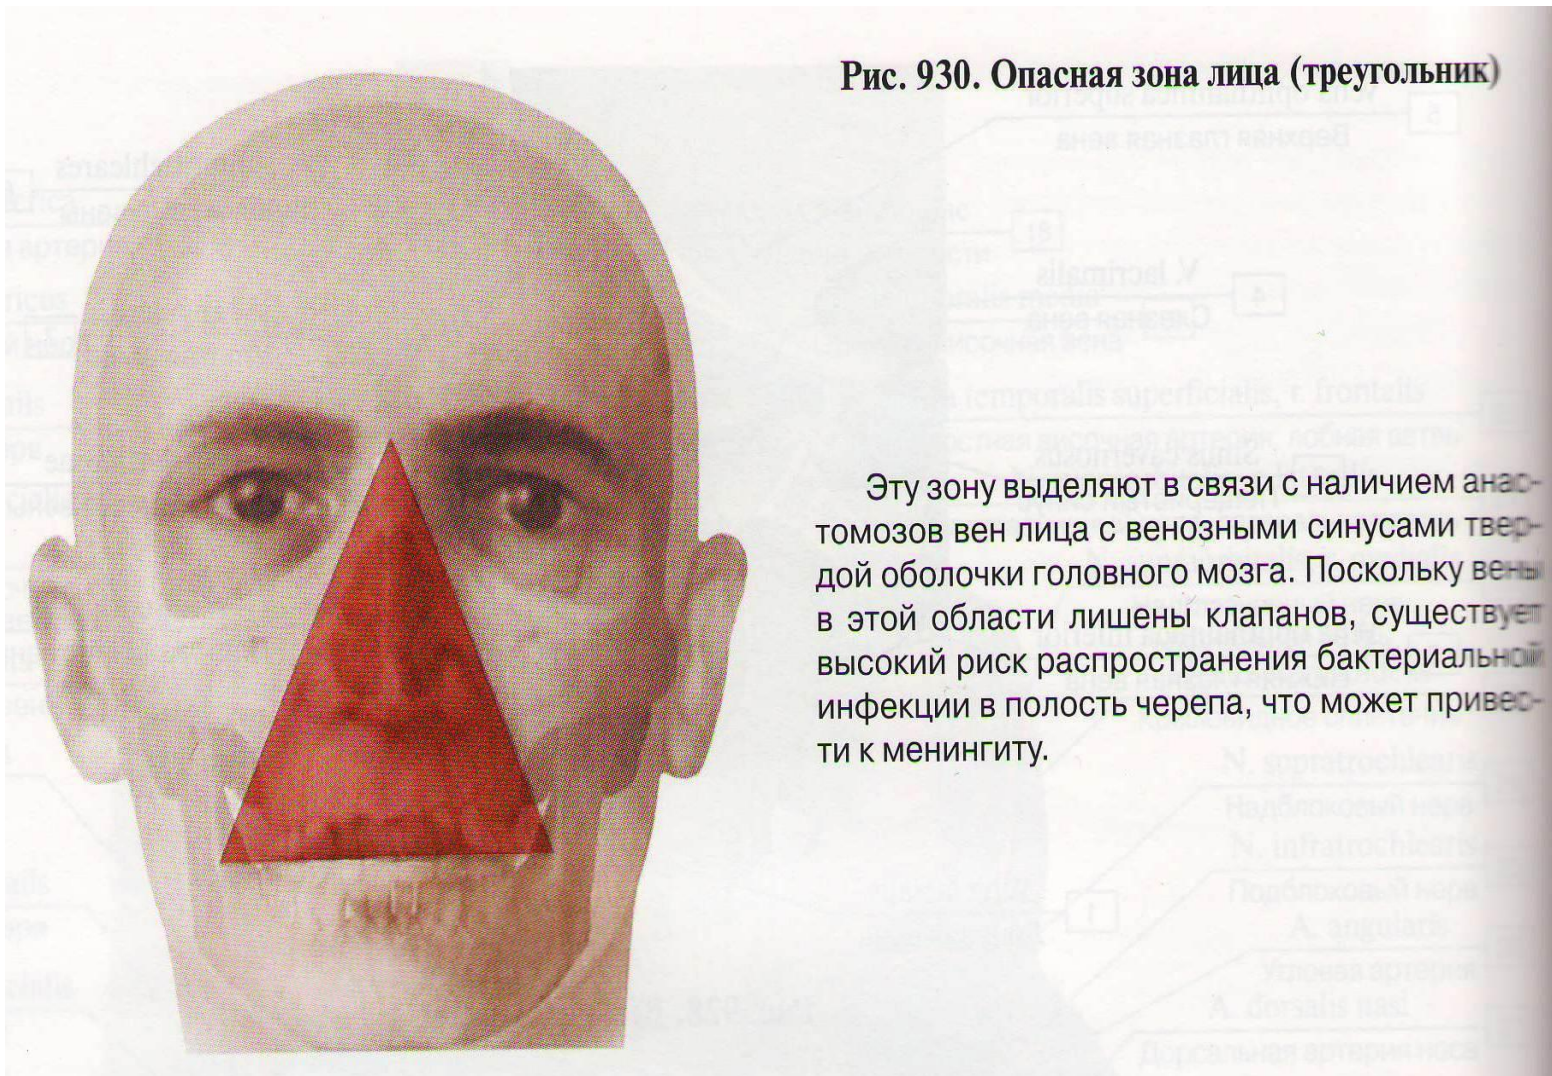 Рис. 930. Опасная зона лица (треугольник)
Эту зону выделяют в связи с наличием анас-
томозов вен лица с венозными синусами твер-
дой оболочки головного мозга. Поскольку вены
в этой области лишены клапанов, существует
высокий риск распространения бактериальной
инфекции в полость черепа, что может привес-
ти к менингиту.